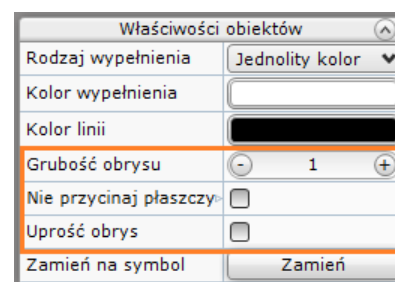 Właściwości obiektów
Rodzaj wypełnienia Jednolity kolor
Kolor wypełnienia
Kolor linii
Grubość obrysu - 1 +
Nie przycinaj płaszczy
Uprość obrys
Zamień na symbol Zamień